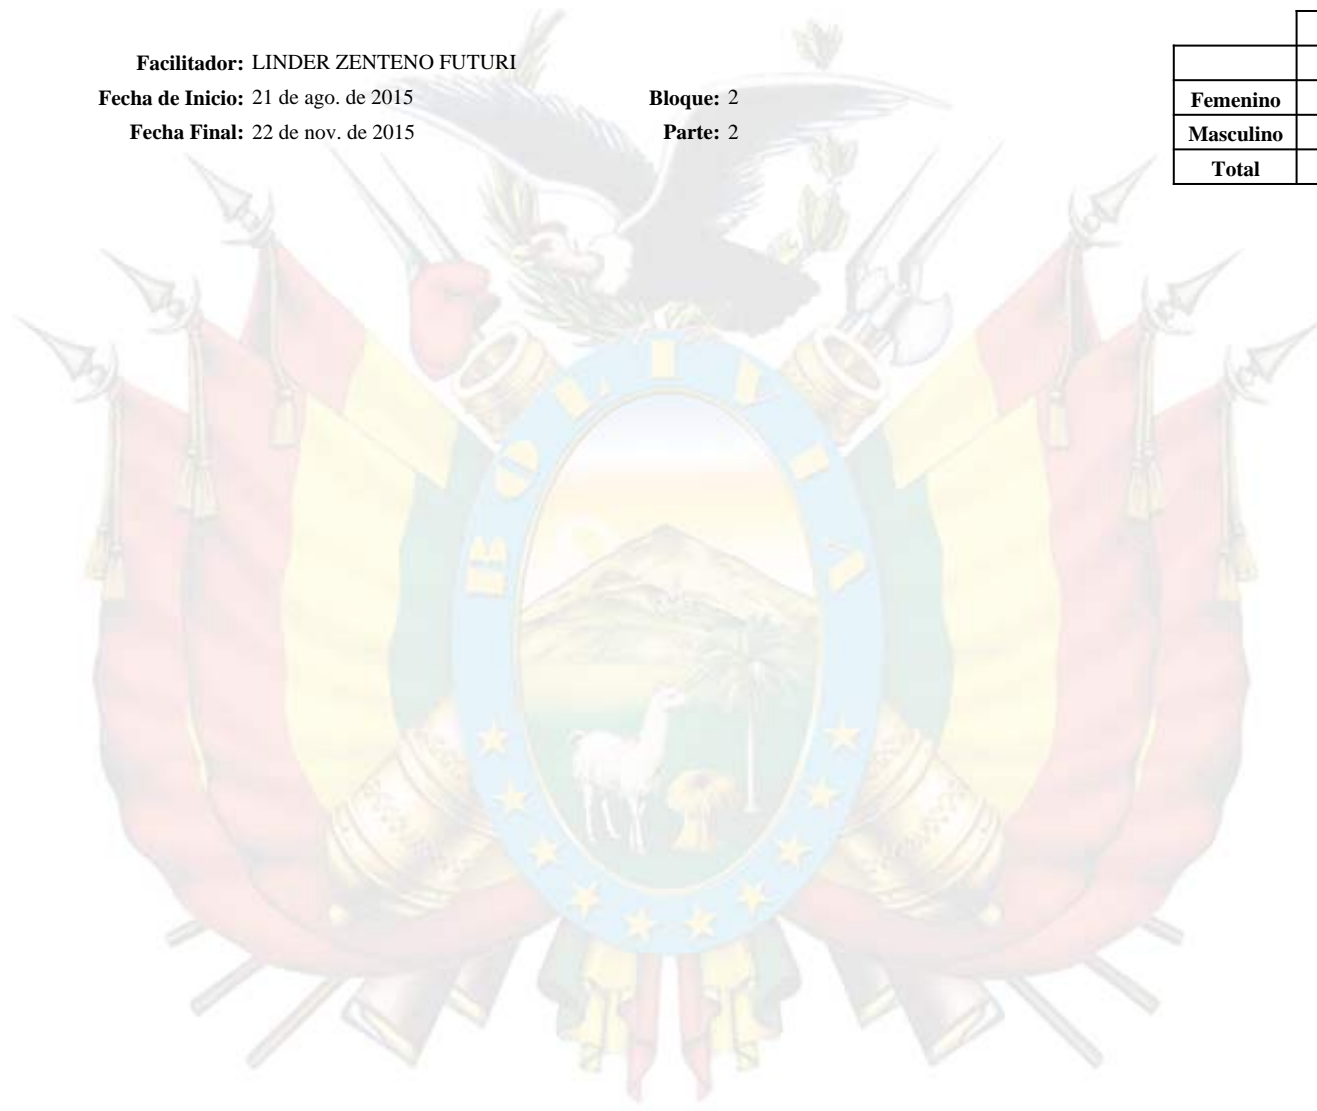 Facilitador: LINDER ZENTENO FUTURI
Fecha de Inicio: 21 de ago. de 2015 Bloque: 2
Fecha Final: 22 de nov. de 2015 Parte: 2
Femenino
Masculino
Total
BOLIVIA